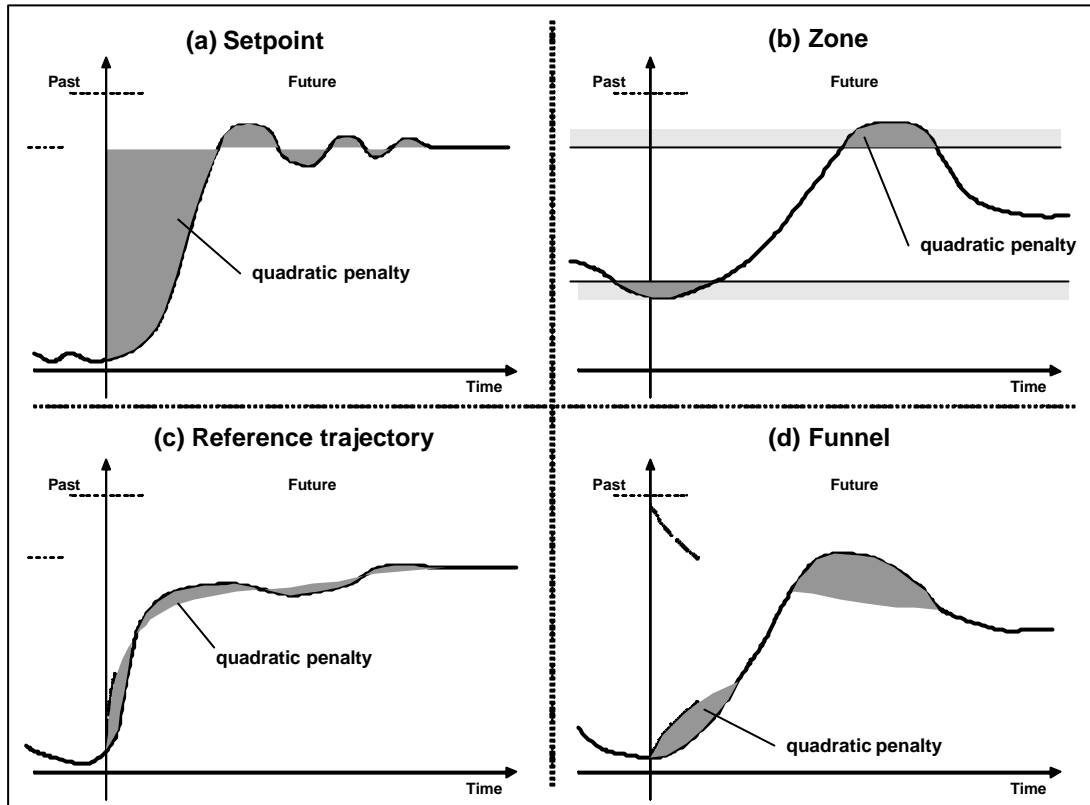 (a) Setpoint
Past
Future
quadratic penalty
Time
(b) Zone
Past
Future
quadratic penalty
Time
(c) Reference trajectory
Past
Future
quadratic penalty
Time
(d) Funnel
Past
Future
quadratic penalty
Time